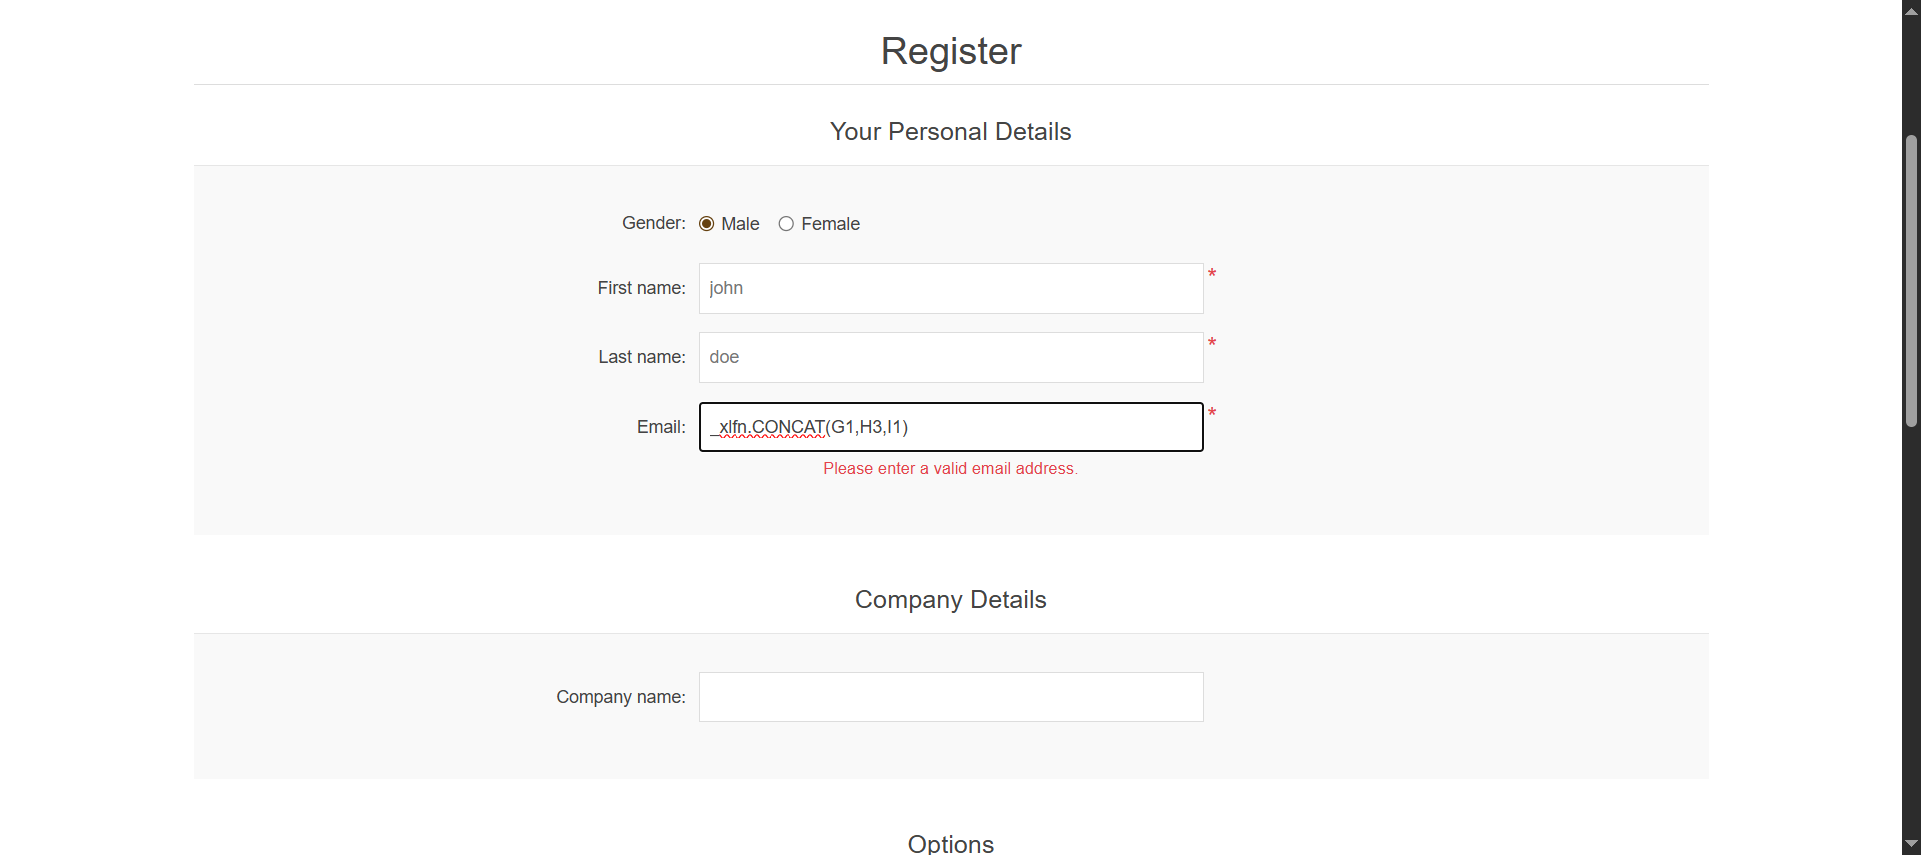 Register
Your Personal Details
Gender: Male Female
First name: john *
Last name: doe *
Email: _xlfn.CONCAT(G1,H3,I1) *
Please enter a valid email address.
Company Details
Company name:
Options